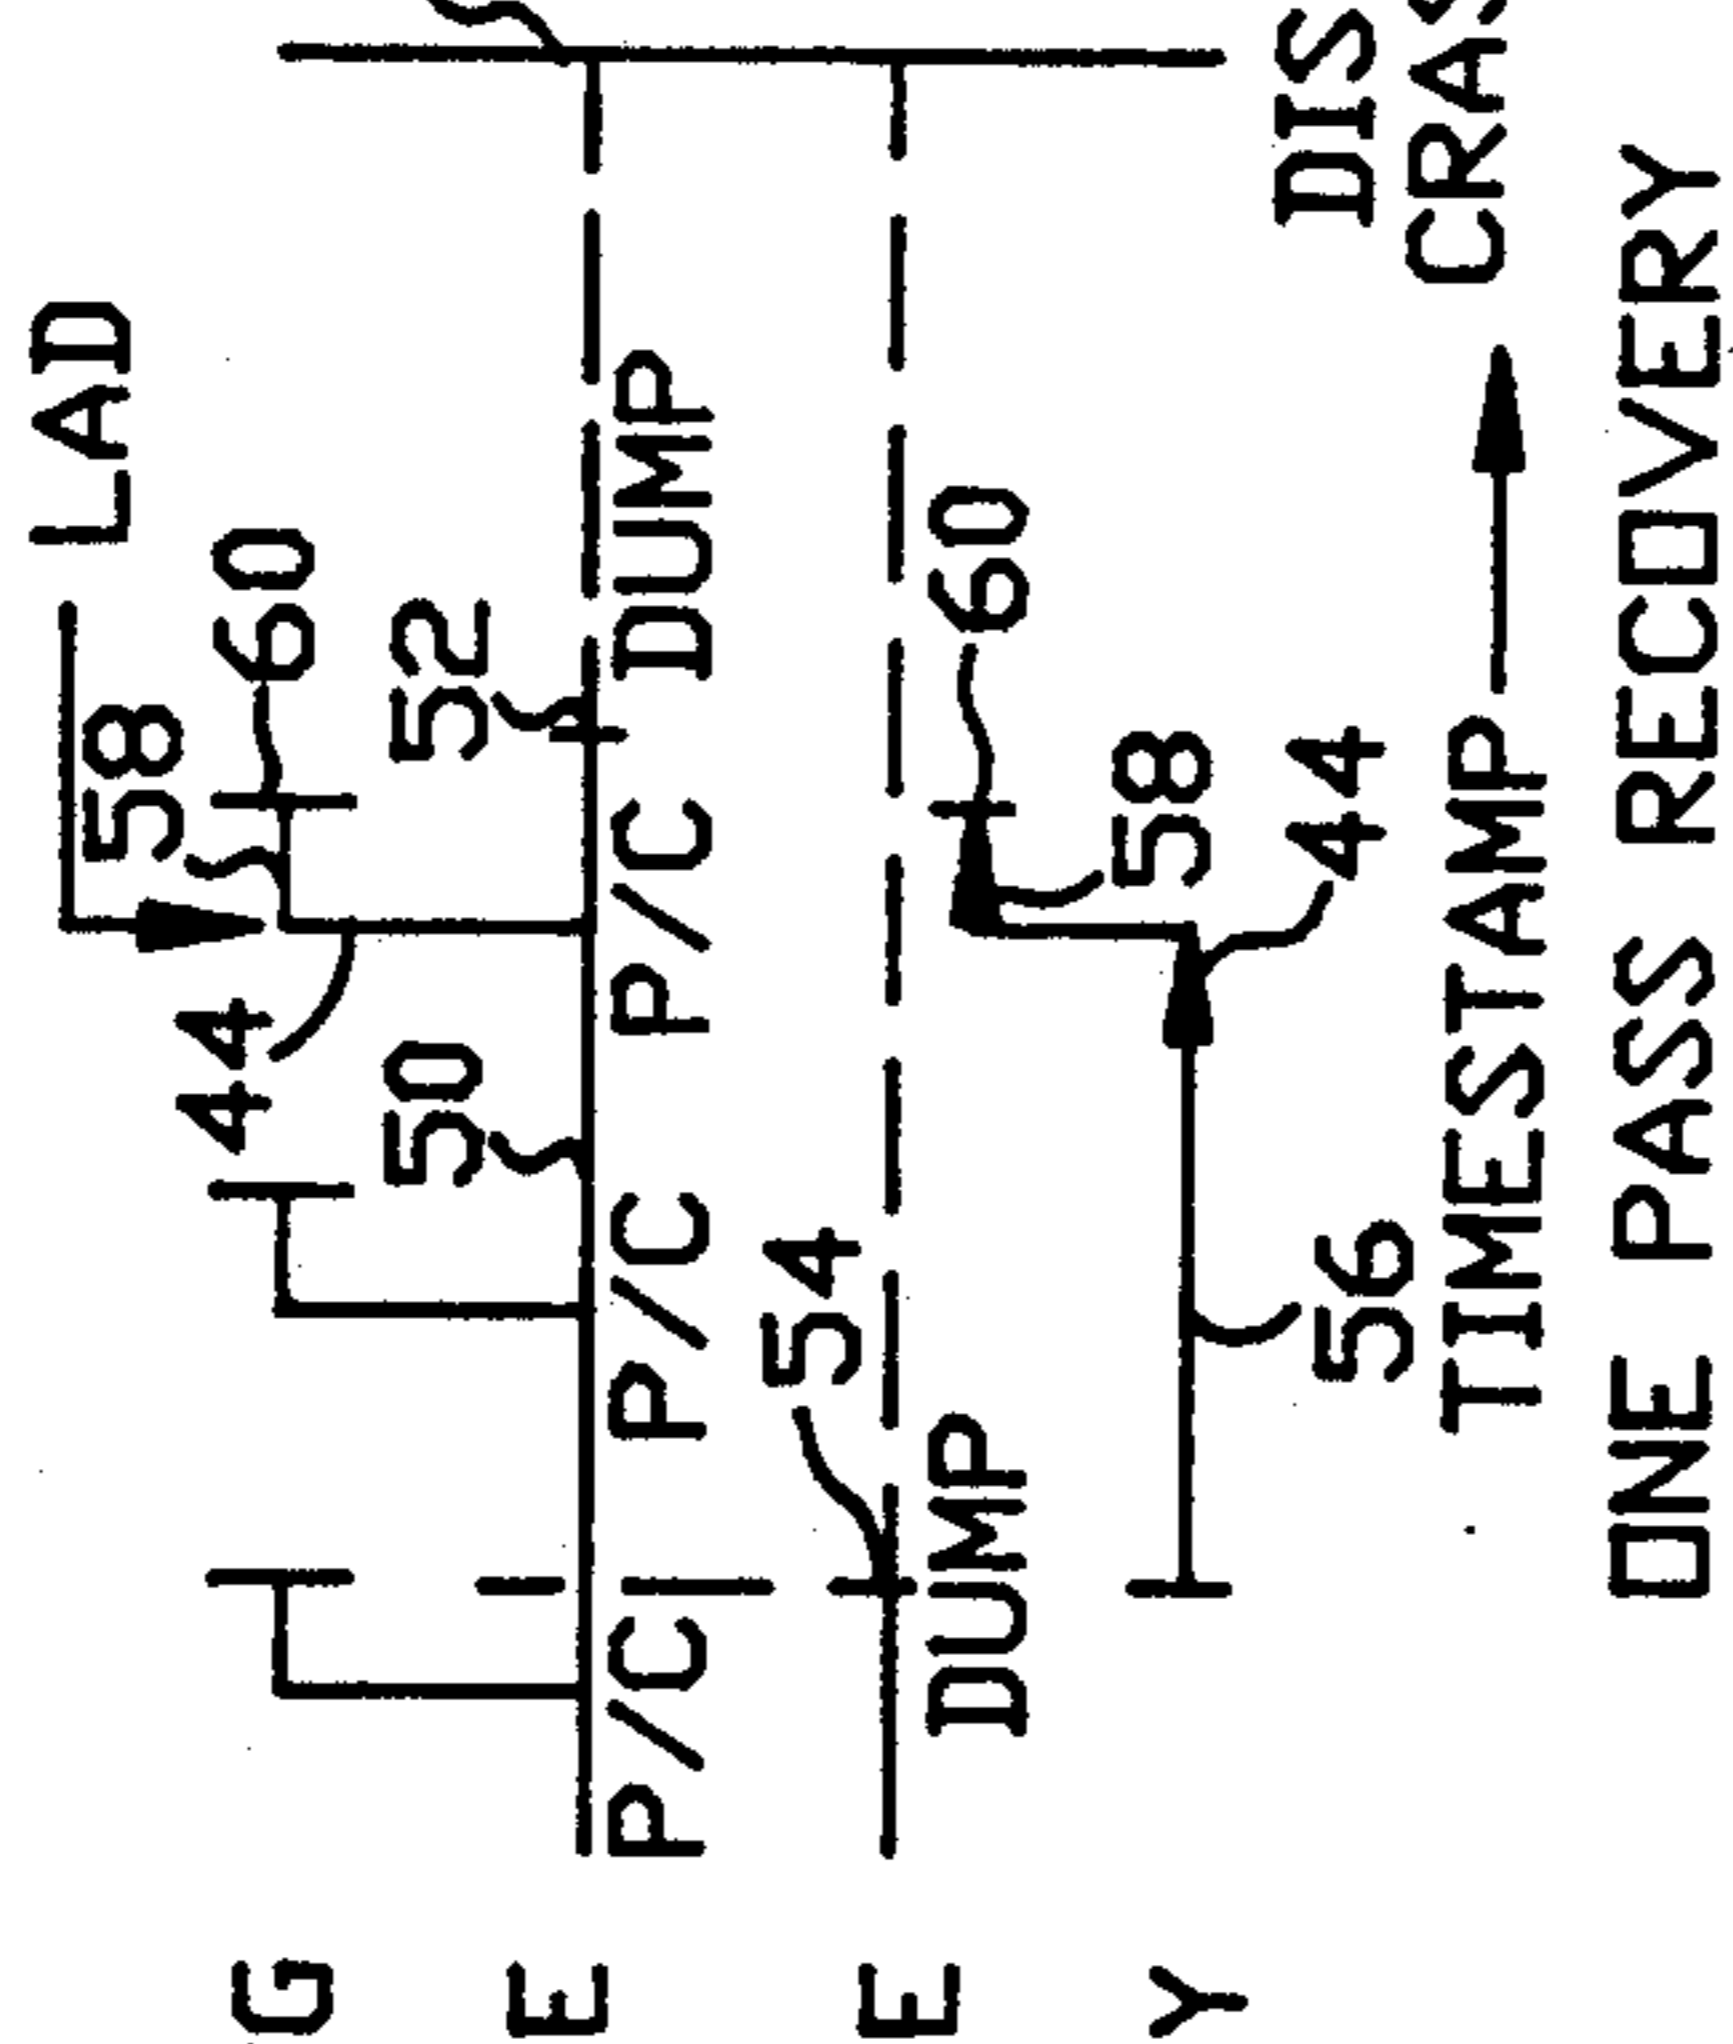 LAD
58
44 60
G
50 52
E
P/C P/C P/C DUMP
54
E
DUMP 60
58
Y
44 DIS
56
CRAS
TIMESTAMP
ONE PASS RECOVERY